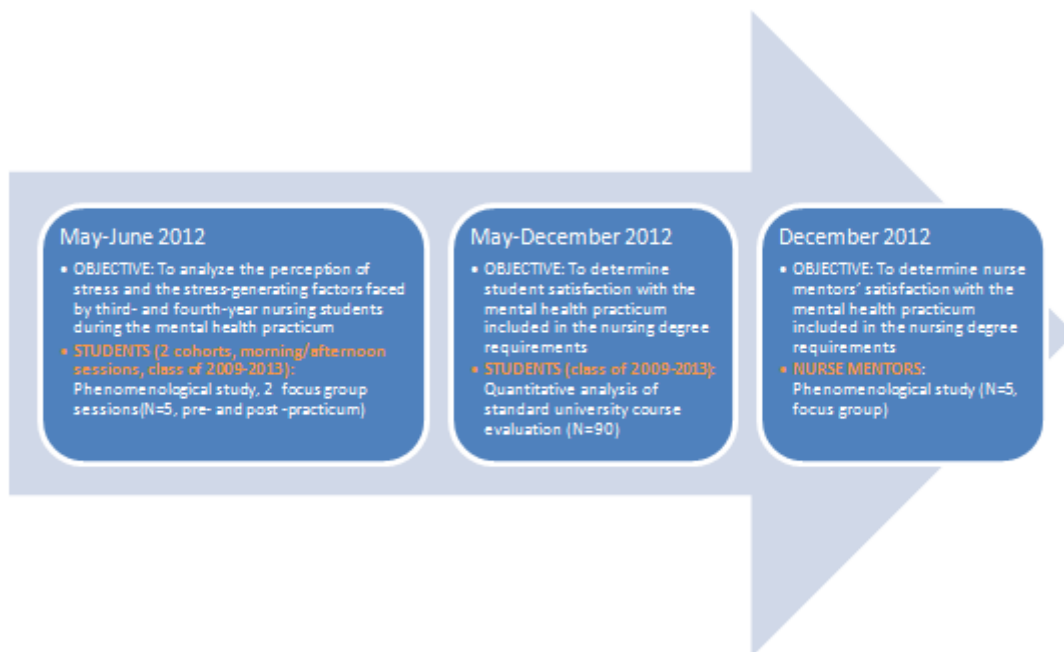 May-June 2012
• OBJECTIVE: To analyze the perception of
stress and the stress-generating factors faced
by third- and fourth-year nursing students
during the mental health practicum
• STUDENTS (2 cohorts, morning/afternoon
sessions, class of 2009-2013):
Phenomenological study, 2 focus group
sessions(N=5, pre- and post -practicum)
May-December 2012
• OBJECTIVE: To determine
student satisfaction with the
mental health practicum
included in the nursing degree
requirements
• STUDENTS (class of 2009-2013):
Quantitative analysis of
standard university course
evaluation (N=90)
December 2012
• OBJECTIVE: To determine nurse
mentors' satisfaction with the
mental health practicum
included in the nursing degree
requirements
• NURSE MENTORS:
Phenomenological study (N=5,
focus group)